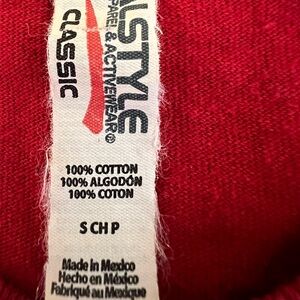 ALSTYLE
APPAREL & ACTIVEWEAR®
CLASSIC
100% COTTON
100% ALGODÓN
100% COTON
S CH P
Made in Mexico
Hecho en México
Fabriqué au Mexique